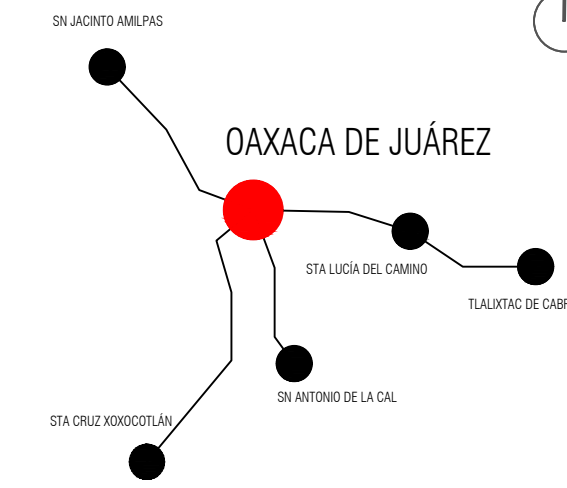 SN JACINTO AMILPAS
OAXACA DE JUÁREZ
STA LUCÍA DEL CAMINO
TLALIXTAC DE
SN ANTONIO DE LA CAL
STA CRUZ XOXOCOTLÁN